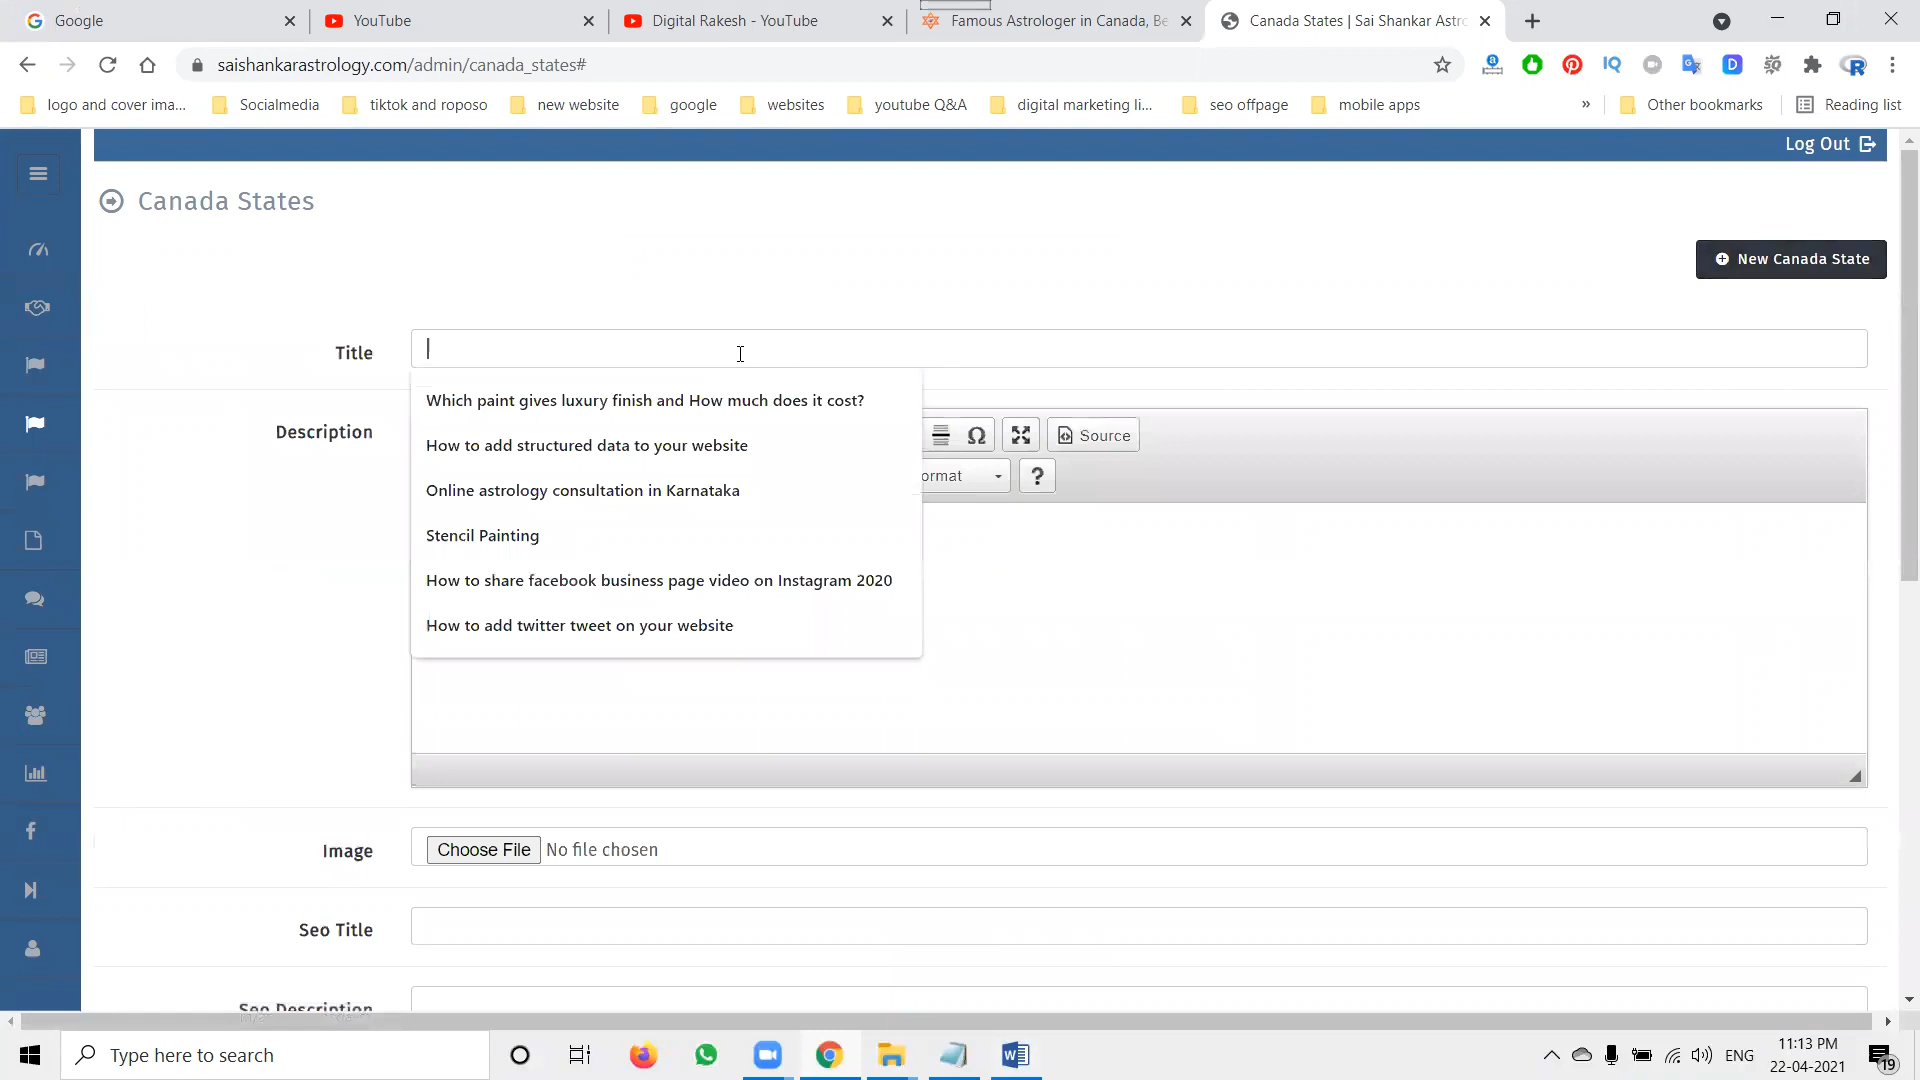 Google
YouTube
Digital Rakesh - YouTube
Famous Astrologer in Canada, Be
Canada States | Sai Shankar Astro
saishankarastrology.com/admin/canada_states#
logo and cover ima...
Socialmedia
tiktok and roposo
new website
google
websites
youtube Q&A
digital marketing li...
seo offpage
mobile apps
»
Other bookmarks
Reading list
Log Out
Canada States
New Canada State
Title
Which paint gives luxury finish and How much does it cost?
How to add structured data to your website
Online astrology consultation in Karnataka
Stencil Painting
How to share facebook business page video on Instagram 2020
How to add twitter tweet on your website
Description
Ω
Source
ormat
?
Image
Choose File No file chosen
Seo Title
Seo Description
Type here to search
ENG
11:13 PM
22-04-2021
19